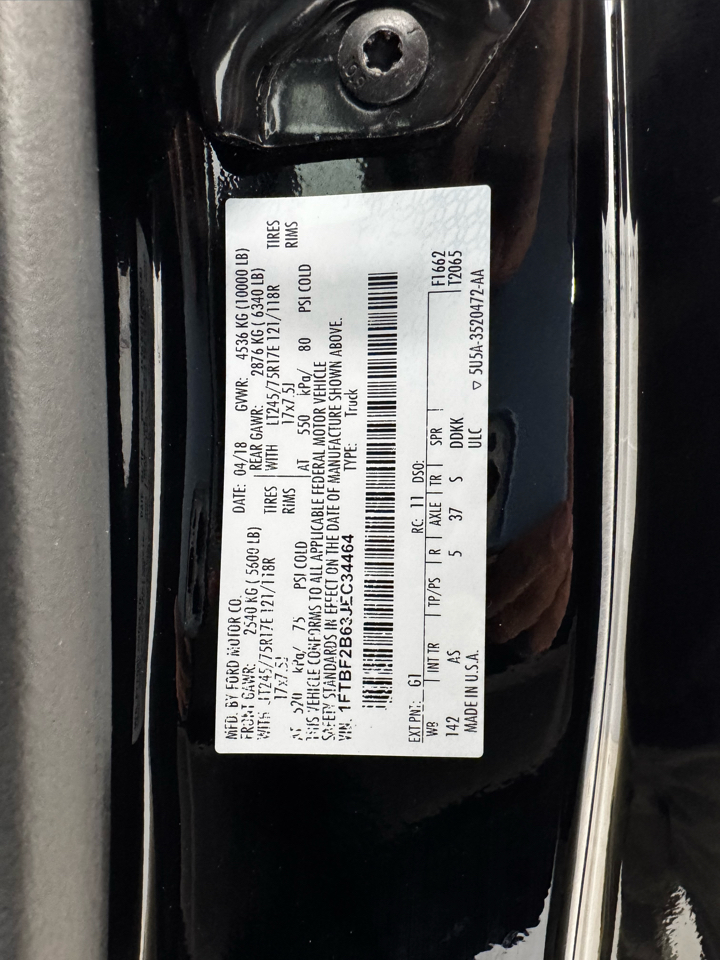 MFD. BY FORD MOTOR CO.
DATE: 04/18 GVWR: 4536 KG (10000 LB)
FRONT GAWR: 2540 KG ( 5600 LB) REAR GAWR: 2876 KG ( 6340 LB)
WITH LT245/75R17E 121/118R TIRES WITH LT245/75R17E 121/118R TIRES
17x7.5J RIMS 17x7.5J RIMS
AT 520 kPa/ 75 PSI COLD AT 550 kPa/ 80 PSI COLD
THIS VEHICLE CONFORMS TO ALL APPLICABLE FEDERAL MOTOR VEHICLE
SAFETY STANDARDS IN EFFECT ON THE DATE OF MANUFACTURE SHOWN ABOVE.
VIN: 1FTBF2B63JEC34464 TYPE: Truck
F1662
T2065
EXT PNT: G1 RC: 11 DSO:
WB INT TR TP/PS R AXLE TR SPR
142 AS 5 37 S DDKK
ULC
MADE IN U.S.A. ▽ 5U5A-3520472-AA